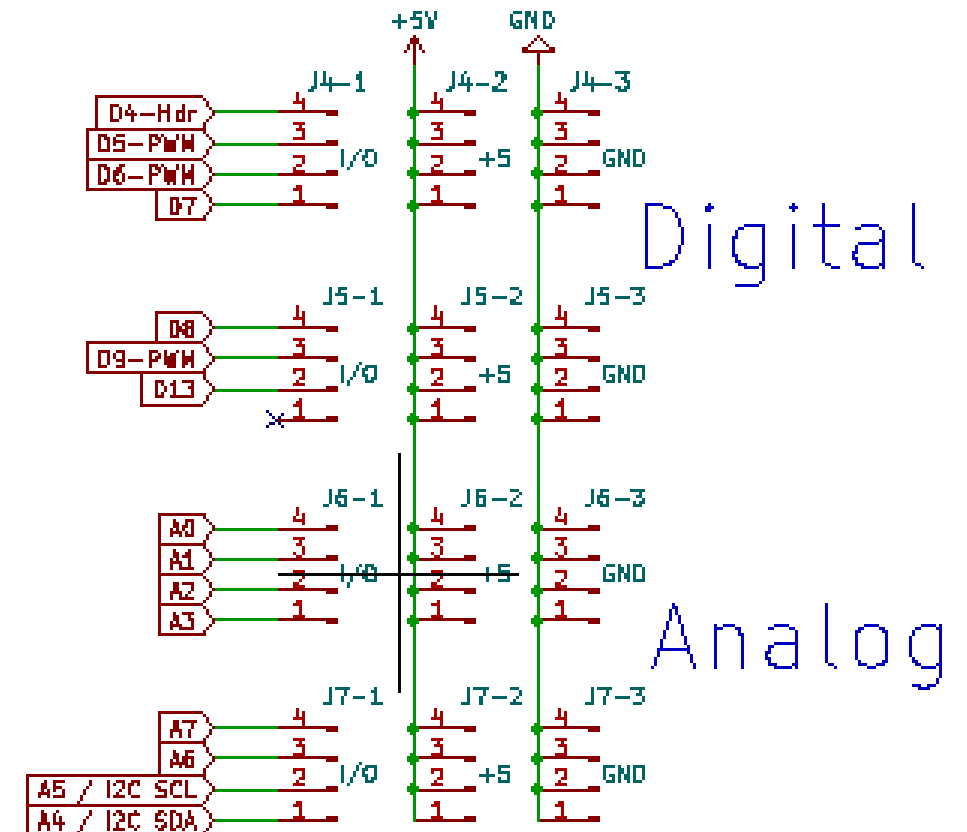 +5V GND
J4-1 J4-2 J4-3
D4-Hdr 4 4 4
D5-PWM 3 3 3
I/O +5 GND
D6-PWM 2 2 2
D7 1 1 1
Digital
J5-1 J5-2 J5-3
D8 4 4 4
D9-PWM 3 3 3
I/O +5 GND
D13 2 2 2
1 1 1
J6-1 J6-2 J6-3
A0 4 4 4
A1 3 3 3
I/O +5 GND
A2 2 2 2
A3 1 1 1
Analog
J7-1 J7-2 J7-3
A7 4 4 4
A6 3 3 3
I/O +5 GND
A5 / I2C SCL 2 2 2
A4 / I2C SDA 1 1 1